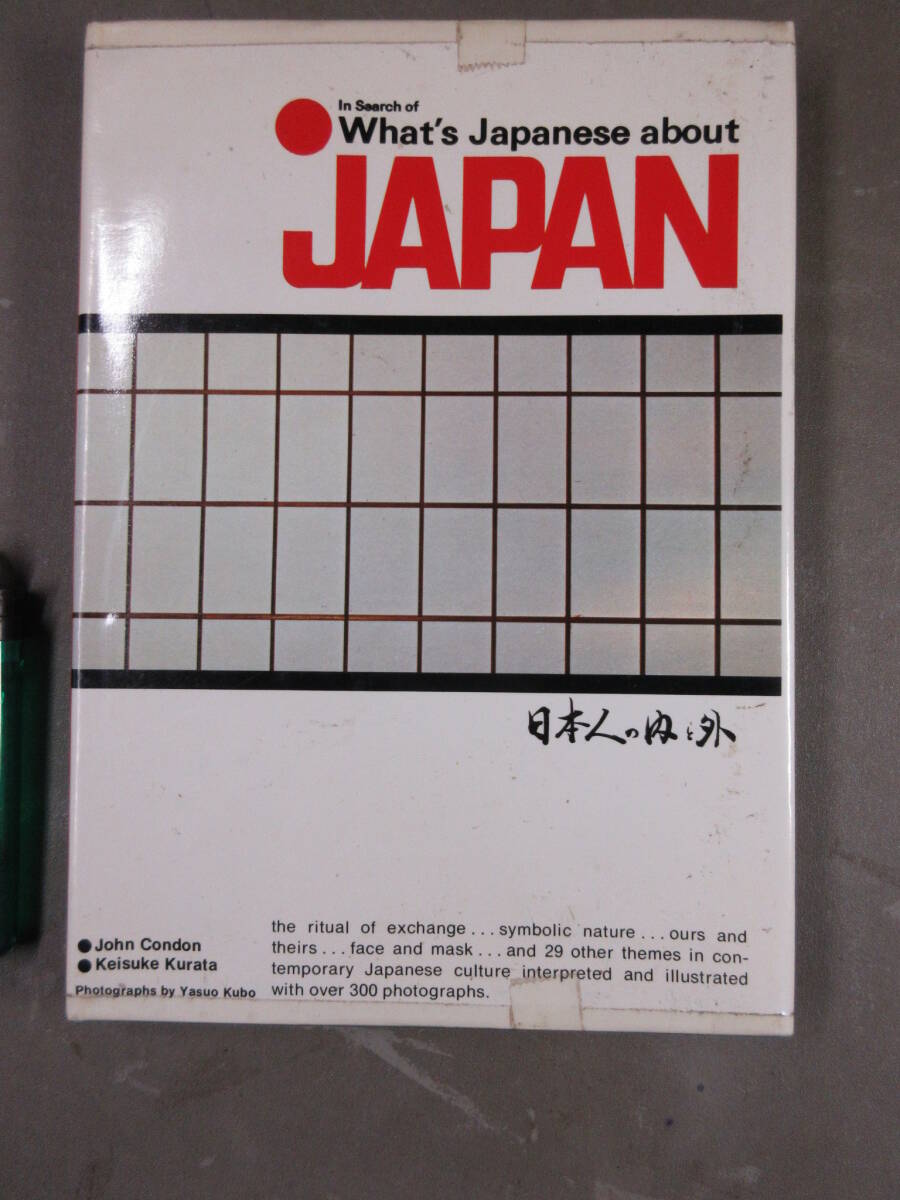 In Search of
What's Japanese about
JAPAN
日本人の内と外
● John Condon
● Keisuke Kurata
Photographs by Yasuo Kubo
the ritual of exchange...symbolic nature...ours and
theirs...face and mask...and 29 other themes in con-
temporary Japanese culture interpreted and illustrated
with over 300 photographs.